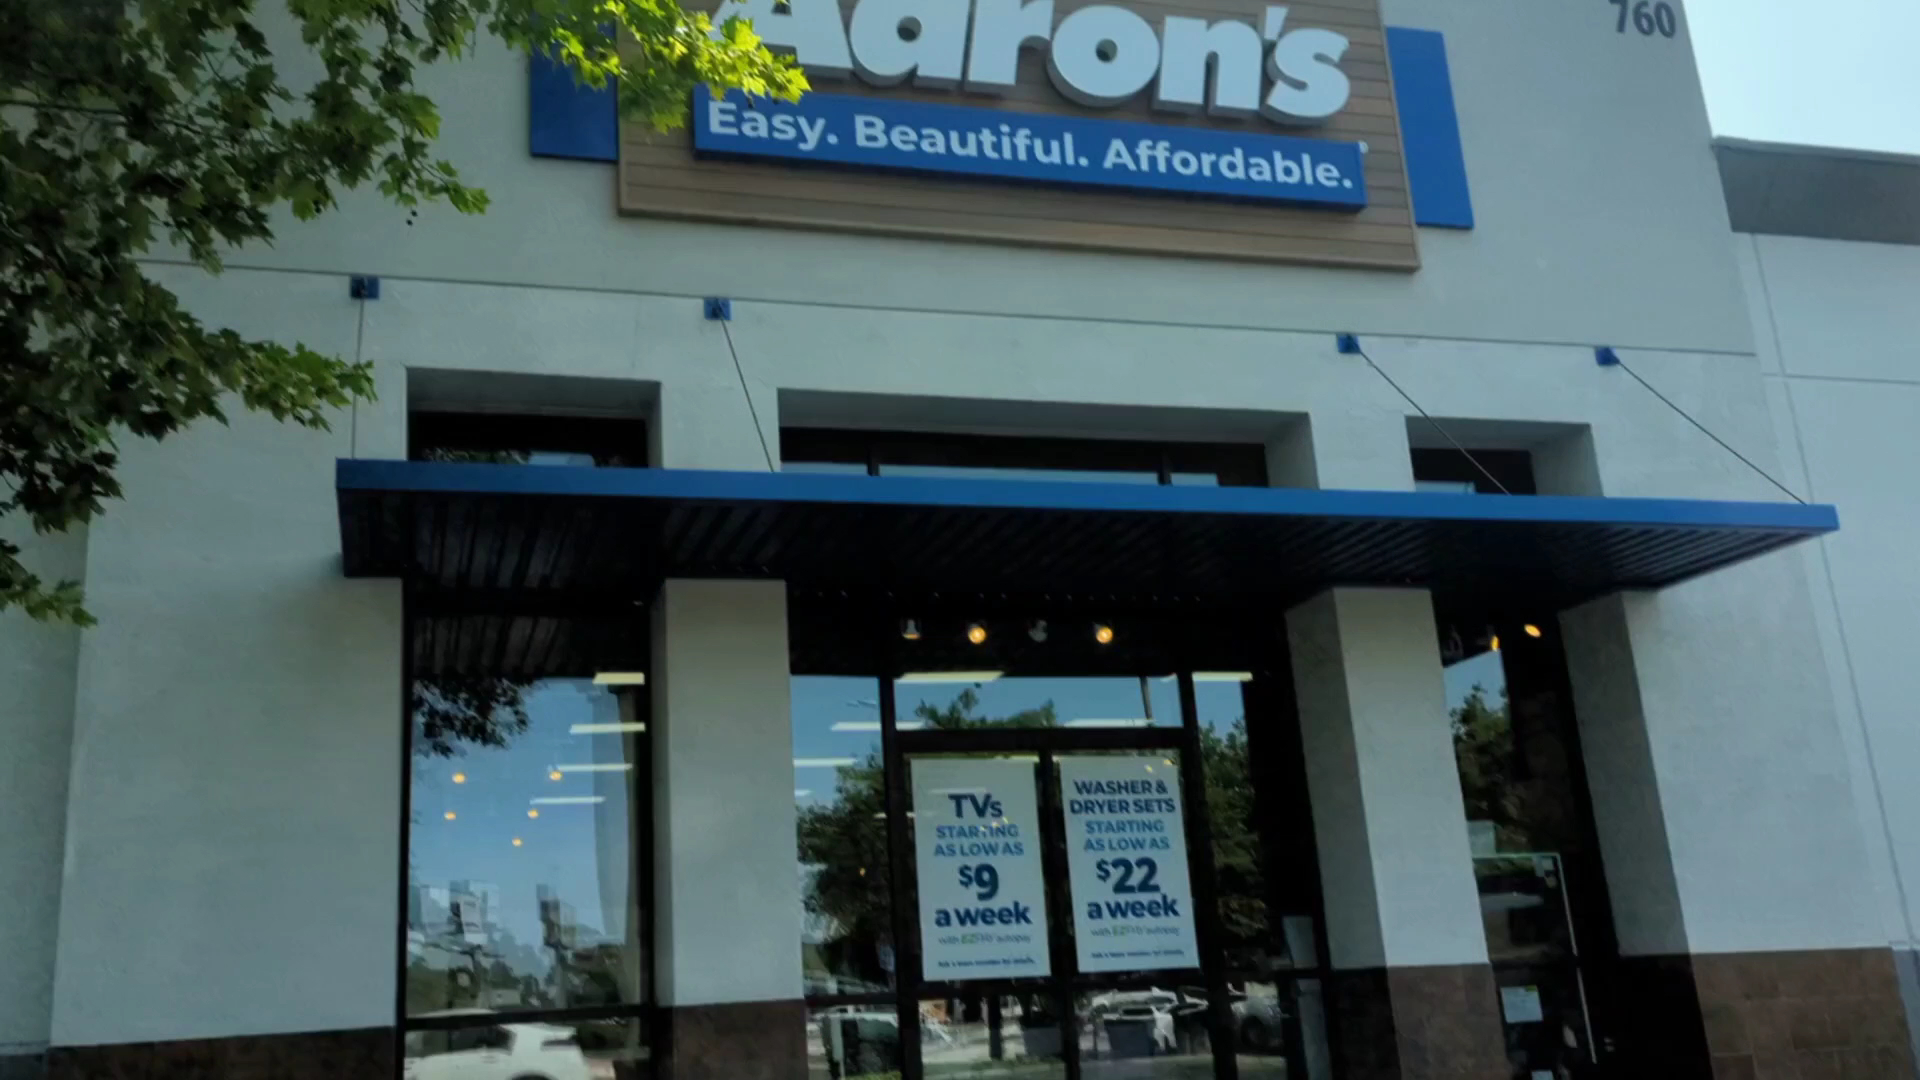 760
Aaron's
Easy. Beautiful. Affordable.
TVs
STARTING
AS LOW AS
$9
a week
WASHER &
DRYER SETS
STARTING
AS LOW AS
$22
a week